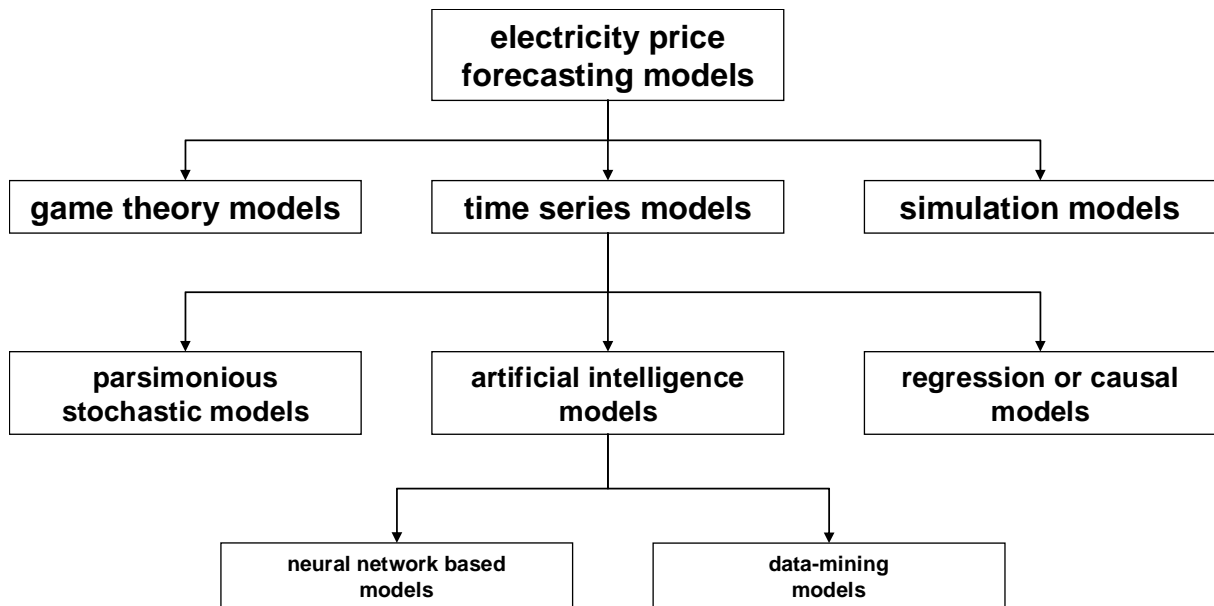 electricity price
forecasting models
game theory models
time series models
simulation models
parsimonious
stochastic models
artificial intelligence
models
regression or causal
models
neural network based
models
data-mining
models